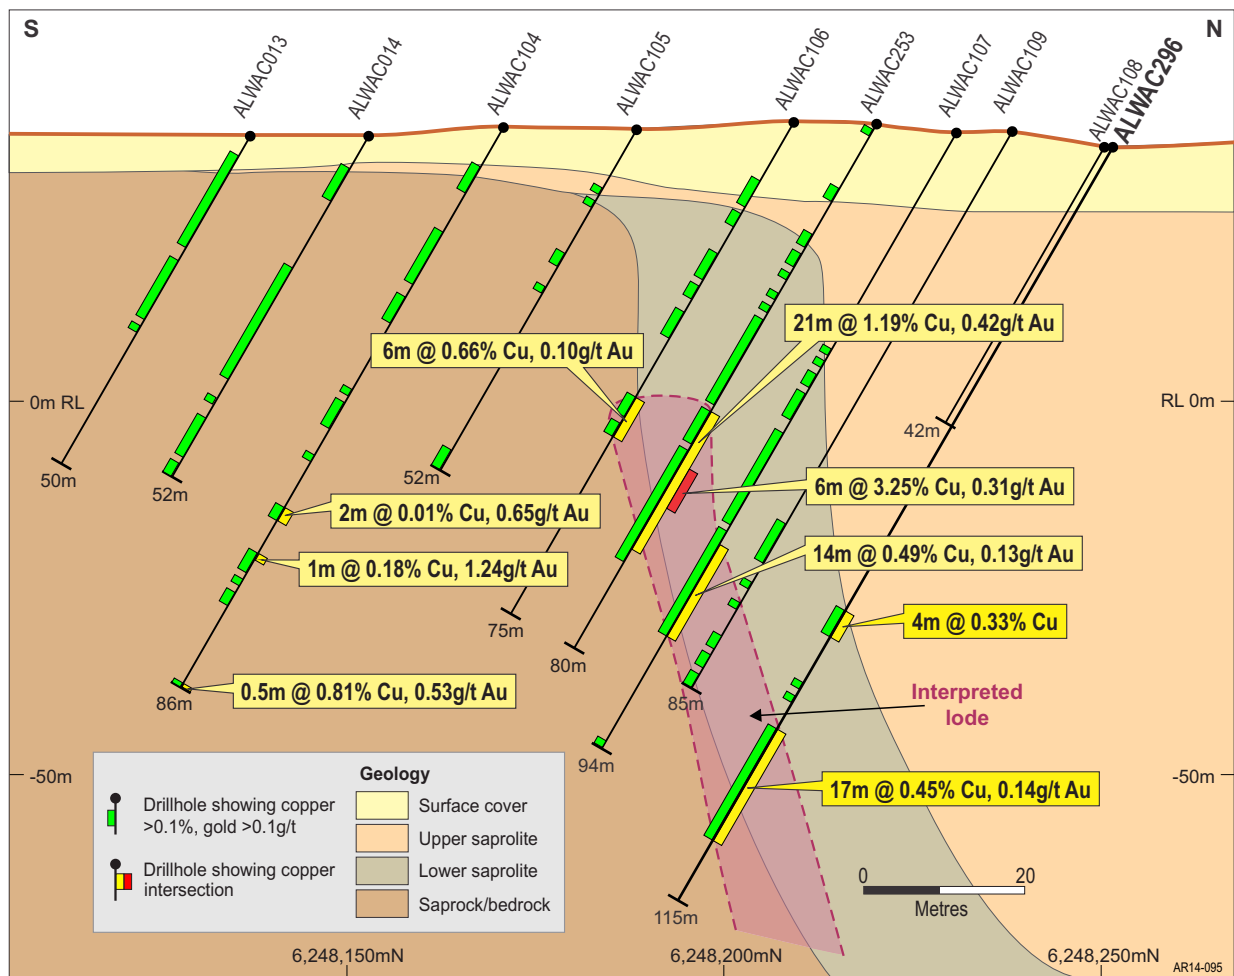 S
N
ALWAC013
ALWAC014
ALWAC104
ALWAC105
ALWAC106
ALWAC253
ALWAC107
ALWAC109
ALWAC108
ALWAC296
21m @ 1.19% Cu, 0.42g/t Au
6m @ 0.66% Cu, 0.10g/t Au
0m RL
RL 0m
42m
50m
52m
52m
6m @ 3.25% Cu, 0.31g/t Au
2m @ 0.01% Cu, 0.65g/t Au
14m @ 0.49% Cu, 0.13g/t Au
1m @ 0.18% Cu, 1.24g/t Au
75m
4m @ 0.33% Cu
80m
0.5m @ 0.81% Cu, 0.53g/t Au
86m
85m
Interpreted
lode
94m
-50m
-50m
17m @ 0.45% Cu, 0.14g/t Au
Geology
Drillhole showing copper
>0.1%, gold >0.1g/t
Drillhole showing copper
intersection
Surface cover
Upper saprolite
Lower saprolite
Saprock/bedrock
0
20
Metres
115m
6,248,150mN
6,248,200mN
6,248,250mN
AR14-095